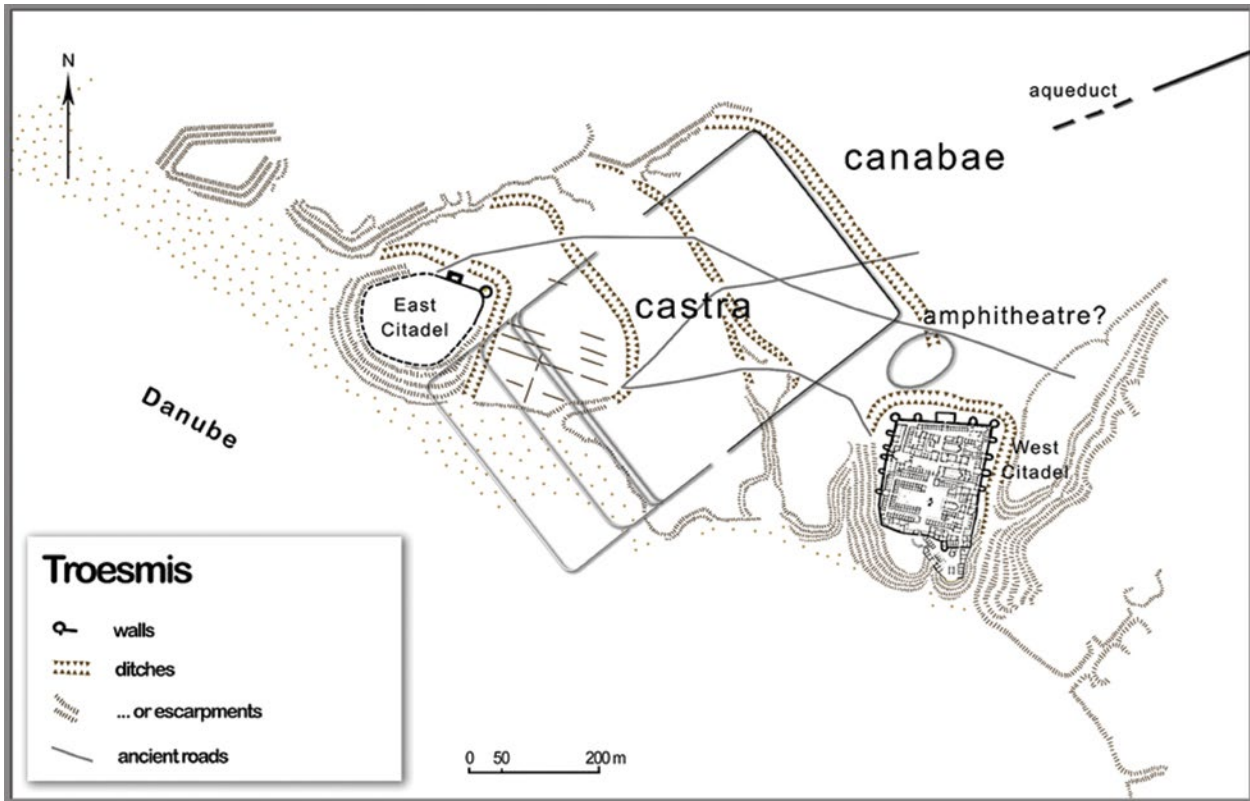 N
aqueduct
canabae
East
Citadel
castra
amphitheatre?
Danube
West
Citadel
Troesmis
walls
ditches
... or escarpments
ancient roads
0 50 200 m